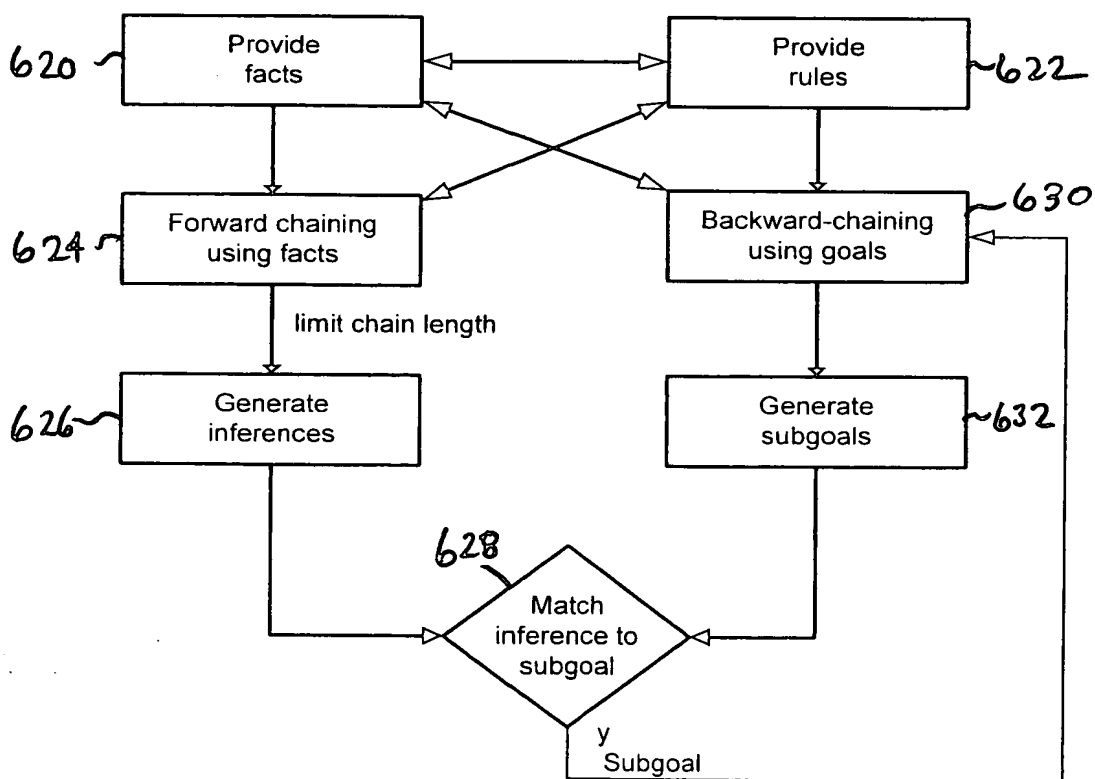 620
Provide
facts
Provide
rules
622
624
Forward chaining
using facts
Backward-chaining
using goals
630
limit chain length
626
Generate
inferences
Generate
subgoals
632
628
Match
inference to
subgoal
y
Subgoal